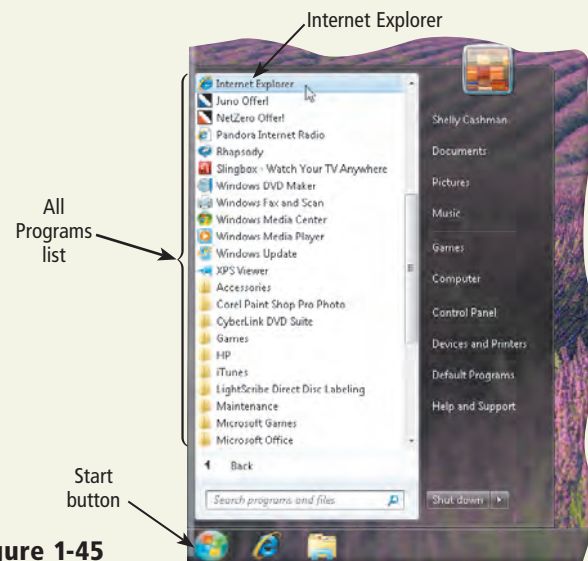 Internet Explorer
Internet Explorer
Juno Offer!
NetZero Offer!
Pandora Internet Radio
Rhapsody
Slingbox - Watch Your TV Anywhere
Windows DVD Maker
Windows Fax and Scan
Windows Media Center
Windows Media Player
Windows Update
XPS Viewer
Accessories
Corel Paint Shop Pro Photo
CyberLink DVD Suite
Games
HP
iTunes
LightScribe Direct Disc Labeling
Maintenance
Microsoft Games
Microsoft Office
Back
Search programs and files
Shelly Cashman
Documents
Pictures
Music
Games
Computer
Control Panel
Devices and Printers
Default Programs
Help and Support
Shut down
All
Programs
list
Start
button
gure 1-45